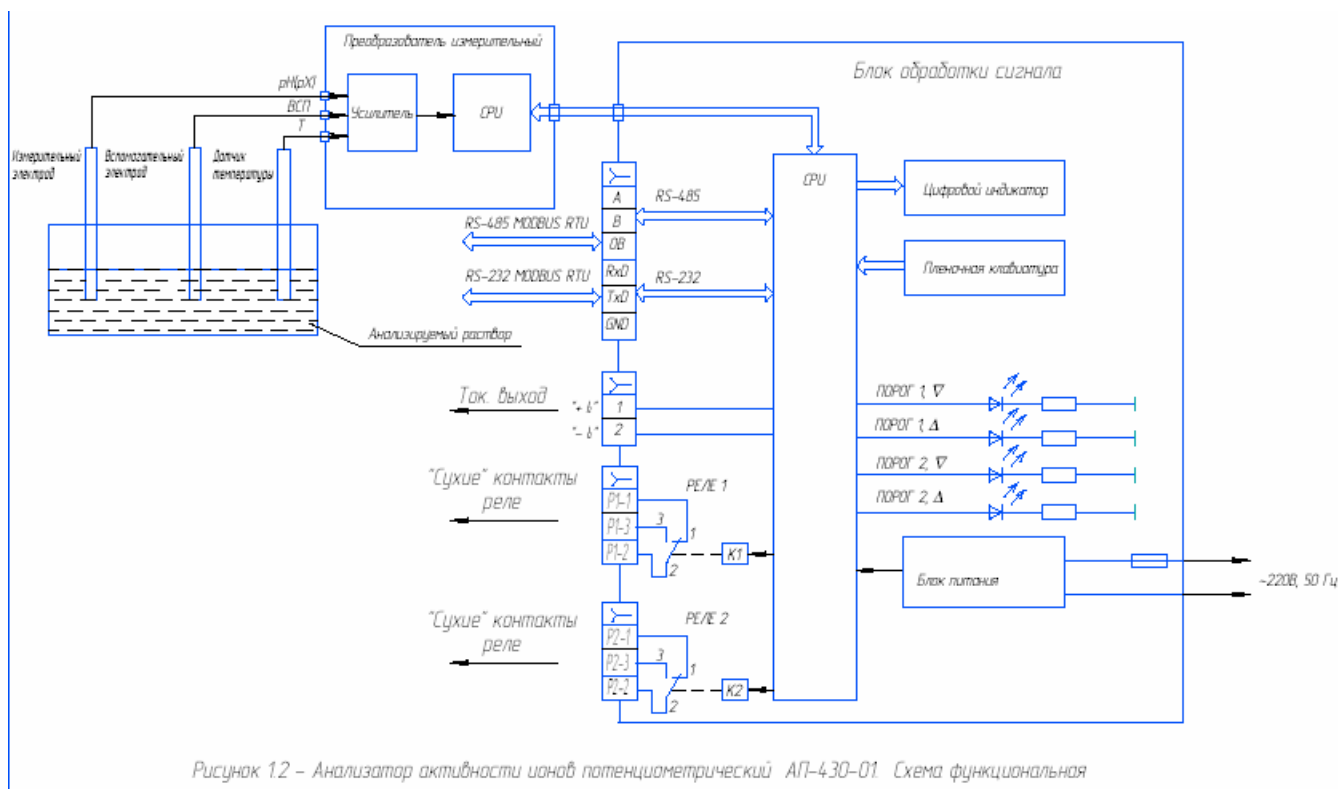 Преобразователь измерительный
Блок обработки сигнала
pH(pX)
ВСП
Т
Усилитель
CPU
Измерительный
электрод
Вспомогательный
электрод
Датчик
температуры
Анализируемый раствор
RS-485 MODBUS RTU
RS-232 MODBUS RTU
A
B
OB
RxD
TxD
GND
RS-485
RS-232
CPU
Цифровой индикатор
Пленочная клавиатура
Ток. выход
1
2
"Сухие" контакты
реле
P1-1
P1-3
P1-2
РЕЛЕ 1
3
1
2
K1
"Сухие" контакты
реле
P2-1
P2-3
P2-2
РЕЛЕ 2
3
1
2
K2
ПОРОГ 1, ∇
ПОРОГ 1, Δ
ПОРОГ 2, ∇
ПОРОГ 2, Δ
Блок питания
~220В, 50 Гц
Рисунок 1.2 – Анализатор активности ионов потенциометрический АП-430-01. Схема функциональная